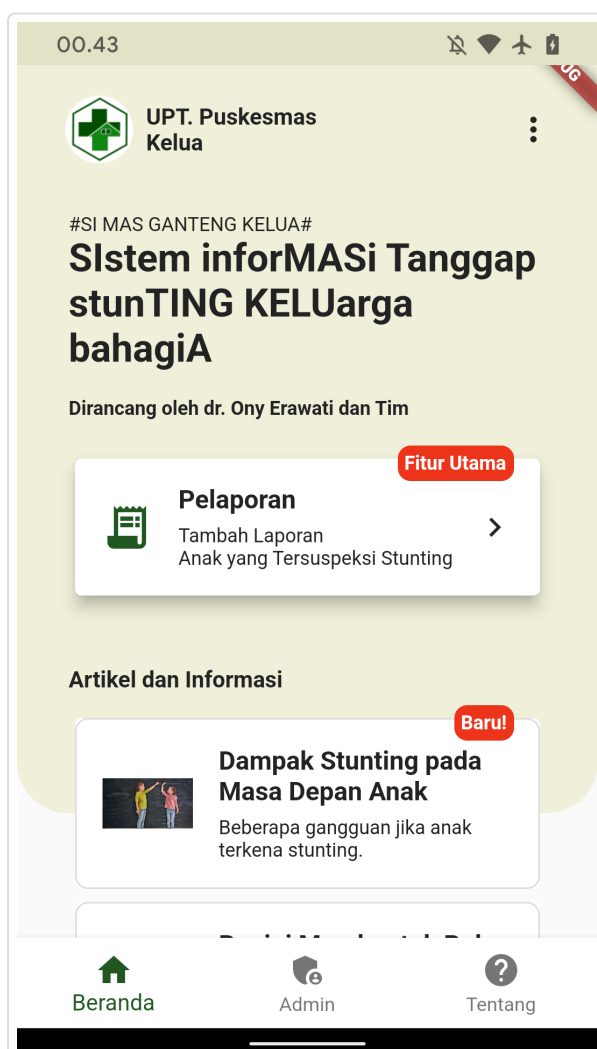 00.43
UG
UPT. Puskesmas
Kelua
#SI MAS GANTENG KELUA#
SIstem inforMASi Tanggap
stunTING KELUarga
bahagiA
Dirancang oleh dr. Ony Erawati dan Tim
Fitur Utama
Pelaporan
Tambah Laporan
Anak yang Tersuspeksi Stunting
Artikel dan Informasi
Baru!
Dampak Stunting pada
Masa Depan Anak
Beberapa gangguan jika anak
terkena stunting.
Beranda
Admin
Tentang